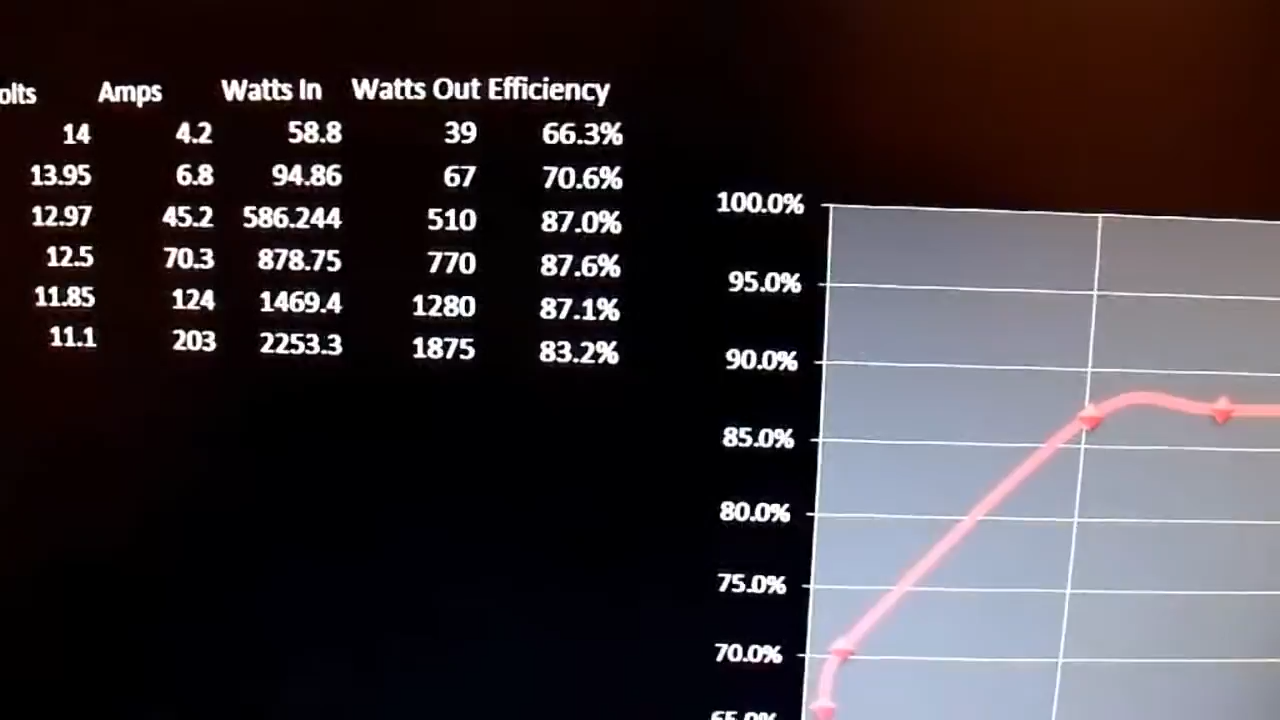 olts Amps Watts In Watts Out Efficiency
14 4.2 58.8 39 66.3%
13.95 6.8 94.86 67 70.6%
12.97 45.2 586.244 510 87.0%
12.5 70.3 878.75 770 87.6%
11.85 124 1469.4 1280 87.1%
11.1 203 2253.3 1875 83.2%
100.0%
95.0%
90.0%
85.0%
80.0%
75.0%
70.0%
65.0%